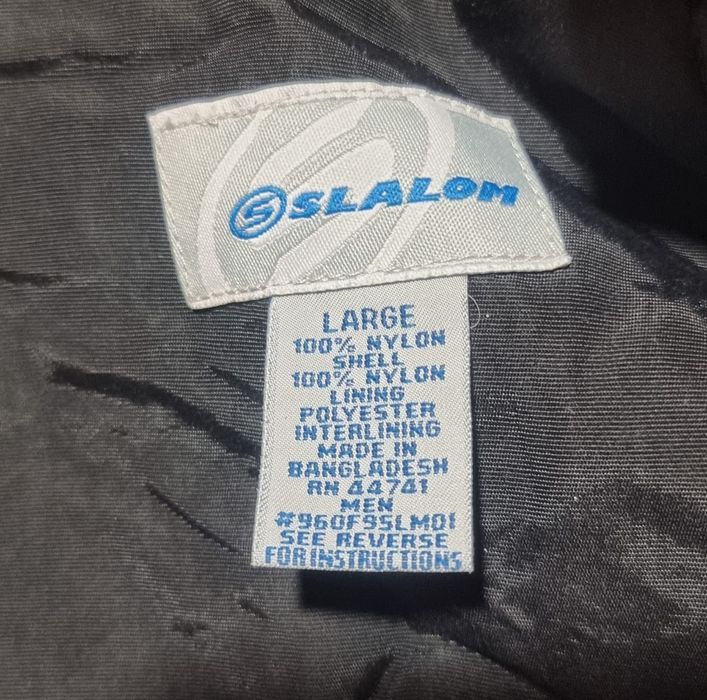 S SLALOM
LARGE
100% NYLON
SHELL
100% NYLON
LINING
POLYESTER
INTERLINING
MADE IN
BANGLADESH
RN 44741
MEN
#960F9SLM01
SEE REVERSE
FOR INSTRUCTIONS